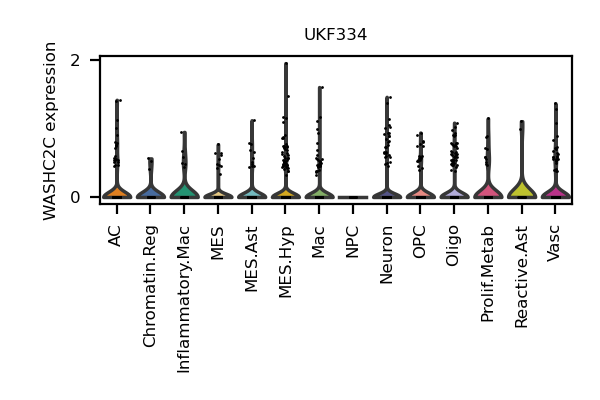 UKF334
WASHC2C expression
2
0
AC
Chromatin.Reg
Inflammatory.Mac
MES
MES.Ast
MES.Hyp
Mac
NPC
Neuron
OPC
Oligo
Prolif.Metab
Reactive.Ast
Vasc